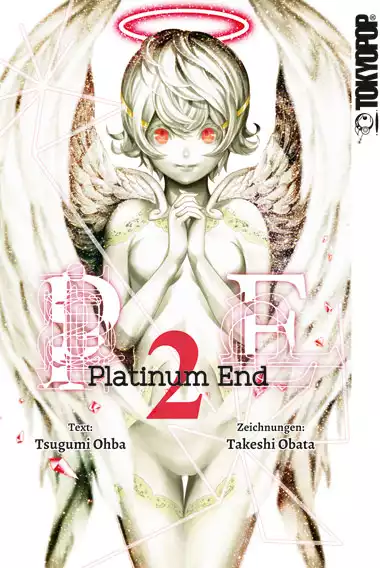 TOKYOPOP®
P E
Platinum End
2
Text:
Tsugumi Ohba
Zeichnungen:
Takeshi Obata